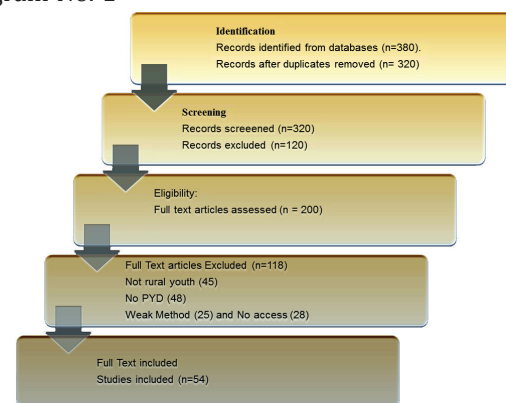 Identification
Records identified from databases (n=380).
Records after duplicates removed (n= 320)
Screening
Records screeened (n=320)
Records excluded (n=120)
Eligibility:
Full text articles assessed (n = 200)
Full Text articles Excluded (n=118)
Not rural youth (45)
No PYD (48)
Weak Method (25) and No access (28)
Full Text included
Studies included (n=54)